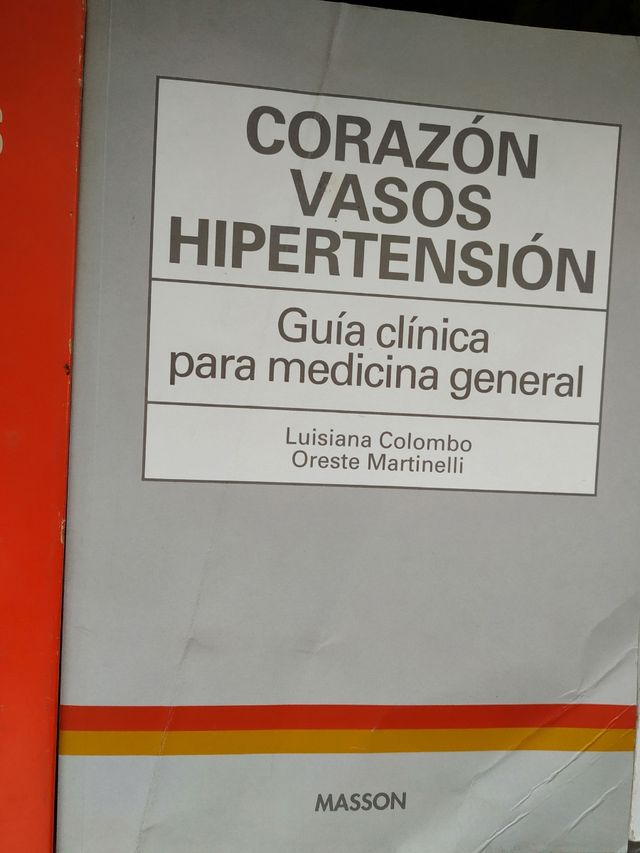 CORAZÓN
VASOS
HIPERTENSIÓN
Guía clínica
para medicina general
Luisiana Colombo
Oreste Martinelli
MASSON